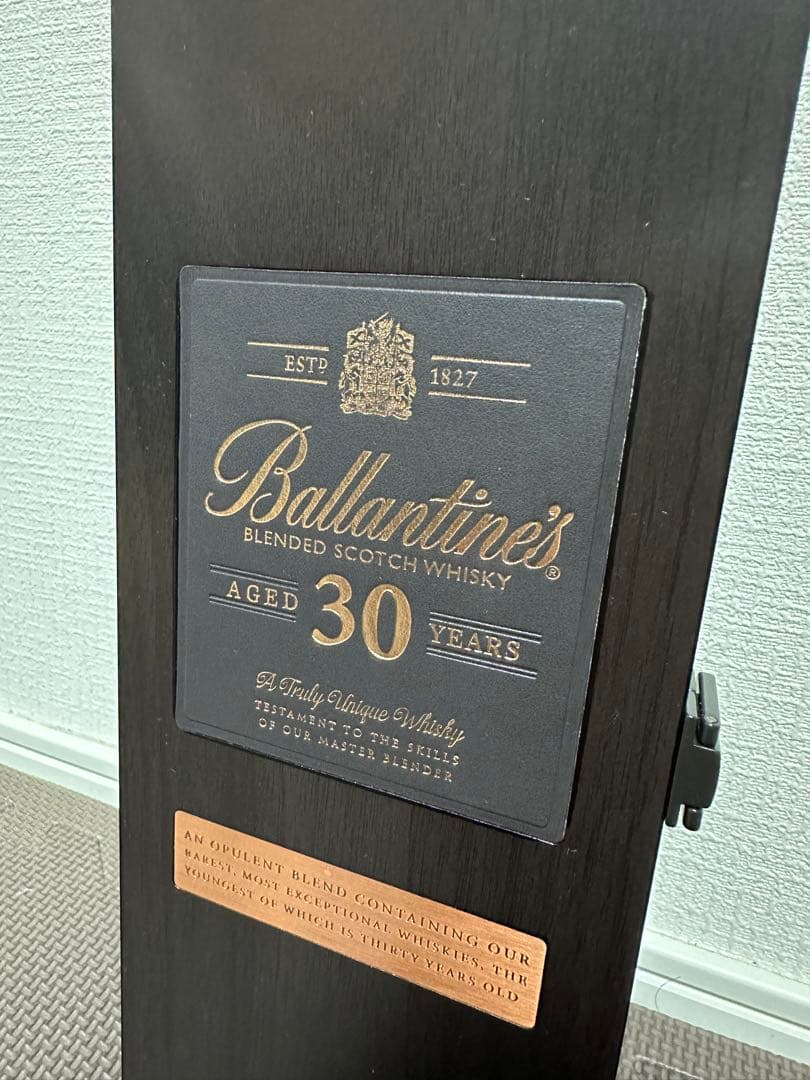 ESTD 1827
Ballantine's®
BLENDED SCOTCH WHISKY
AGED 30 YEARS
A Truly Unique Whisky
TESTAMENT TO THE SKILLS
OF OUR MASTER BLENDER
AN OPULENT BLEND CONTAINING OUR
RAREST, MOST EXCEPTIONAL WHISKIES, THE
YOUNGEST OF WHICH IS THIRTY YEARS OLD